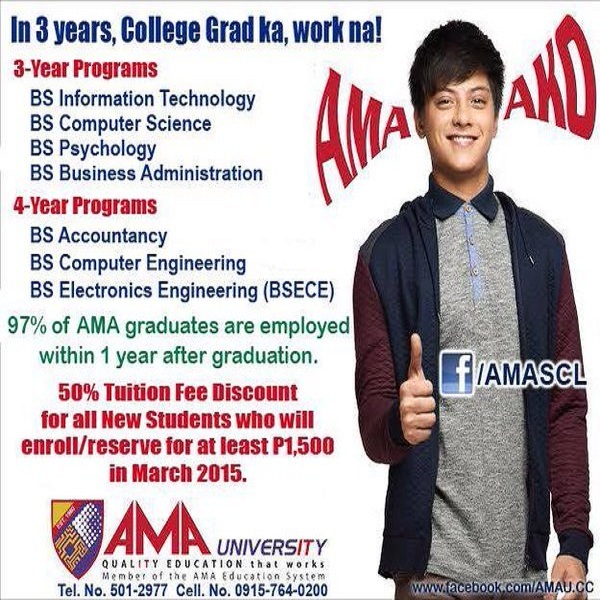 In 3 years, College Grad ka, work na!
3-Year Programs
BS Information Technology
BS Computer Science
BS Psychology
BS Business Administration
4-Year Programs
BS Accountancy
BS Computer Engineering
BS Electronics Engineering (BSECE)
97% of AMA graduates are employed
within 1 year after graduation.
50% Tuition Fee Discount
for all New Students who will
enroll/reserve for at least P1,500
in March 2015.
AMA AKO
f/AMASCL
EST. 1980
AMA UNIVERSITY
QUALITY EDUCATION that works
Member of the AMA Education System
Tel. No. 501-2977 Cell. No. 0915-764-0200
www.facebook.com/AMAU.CC